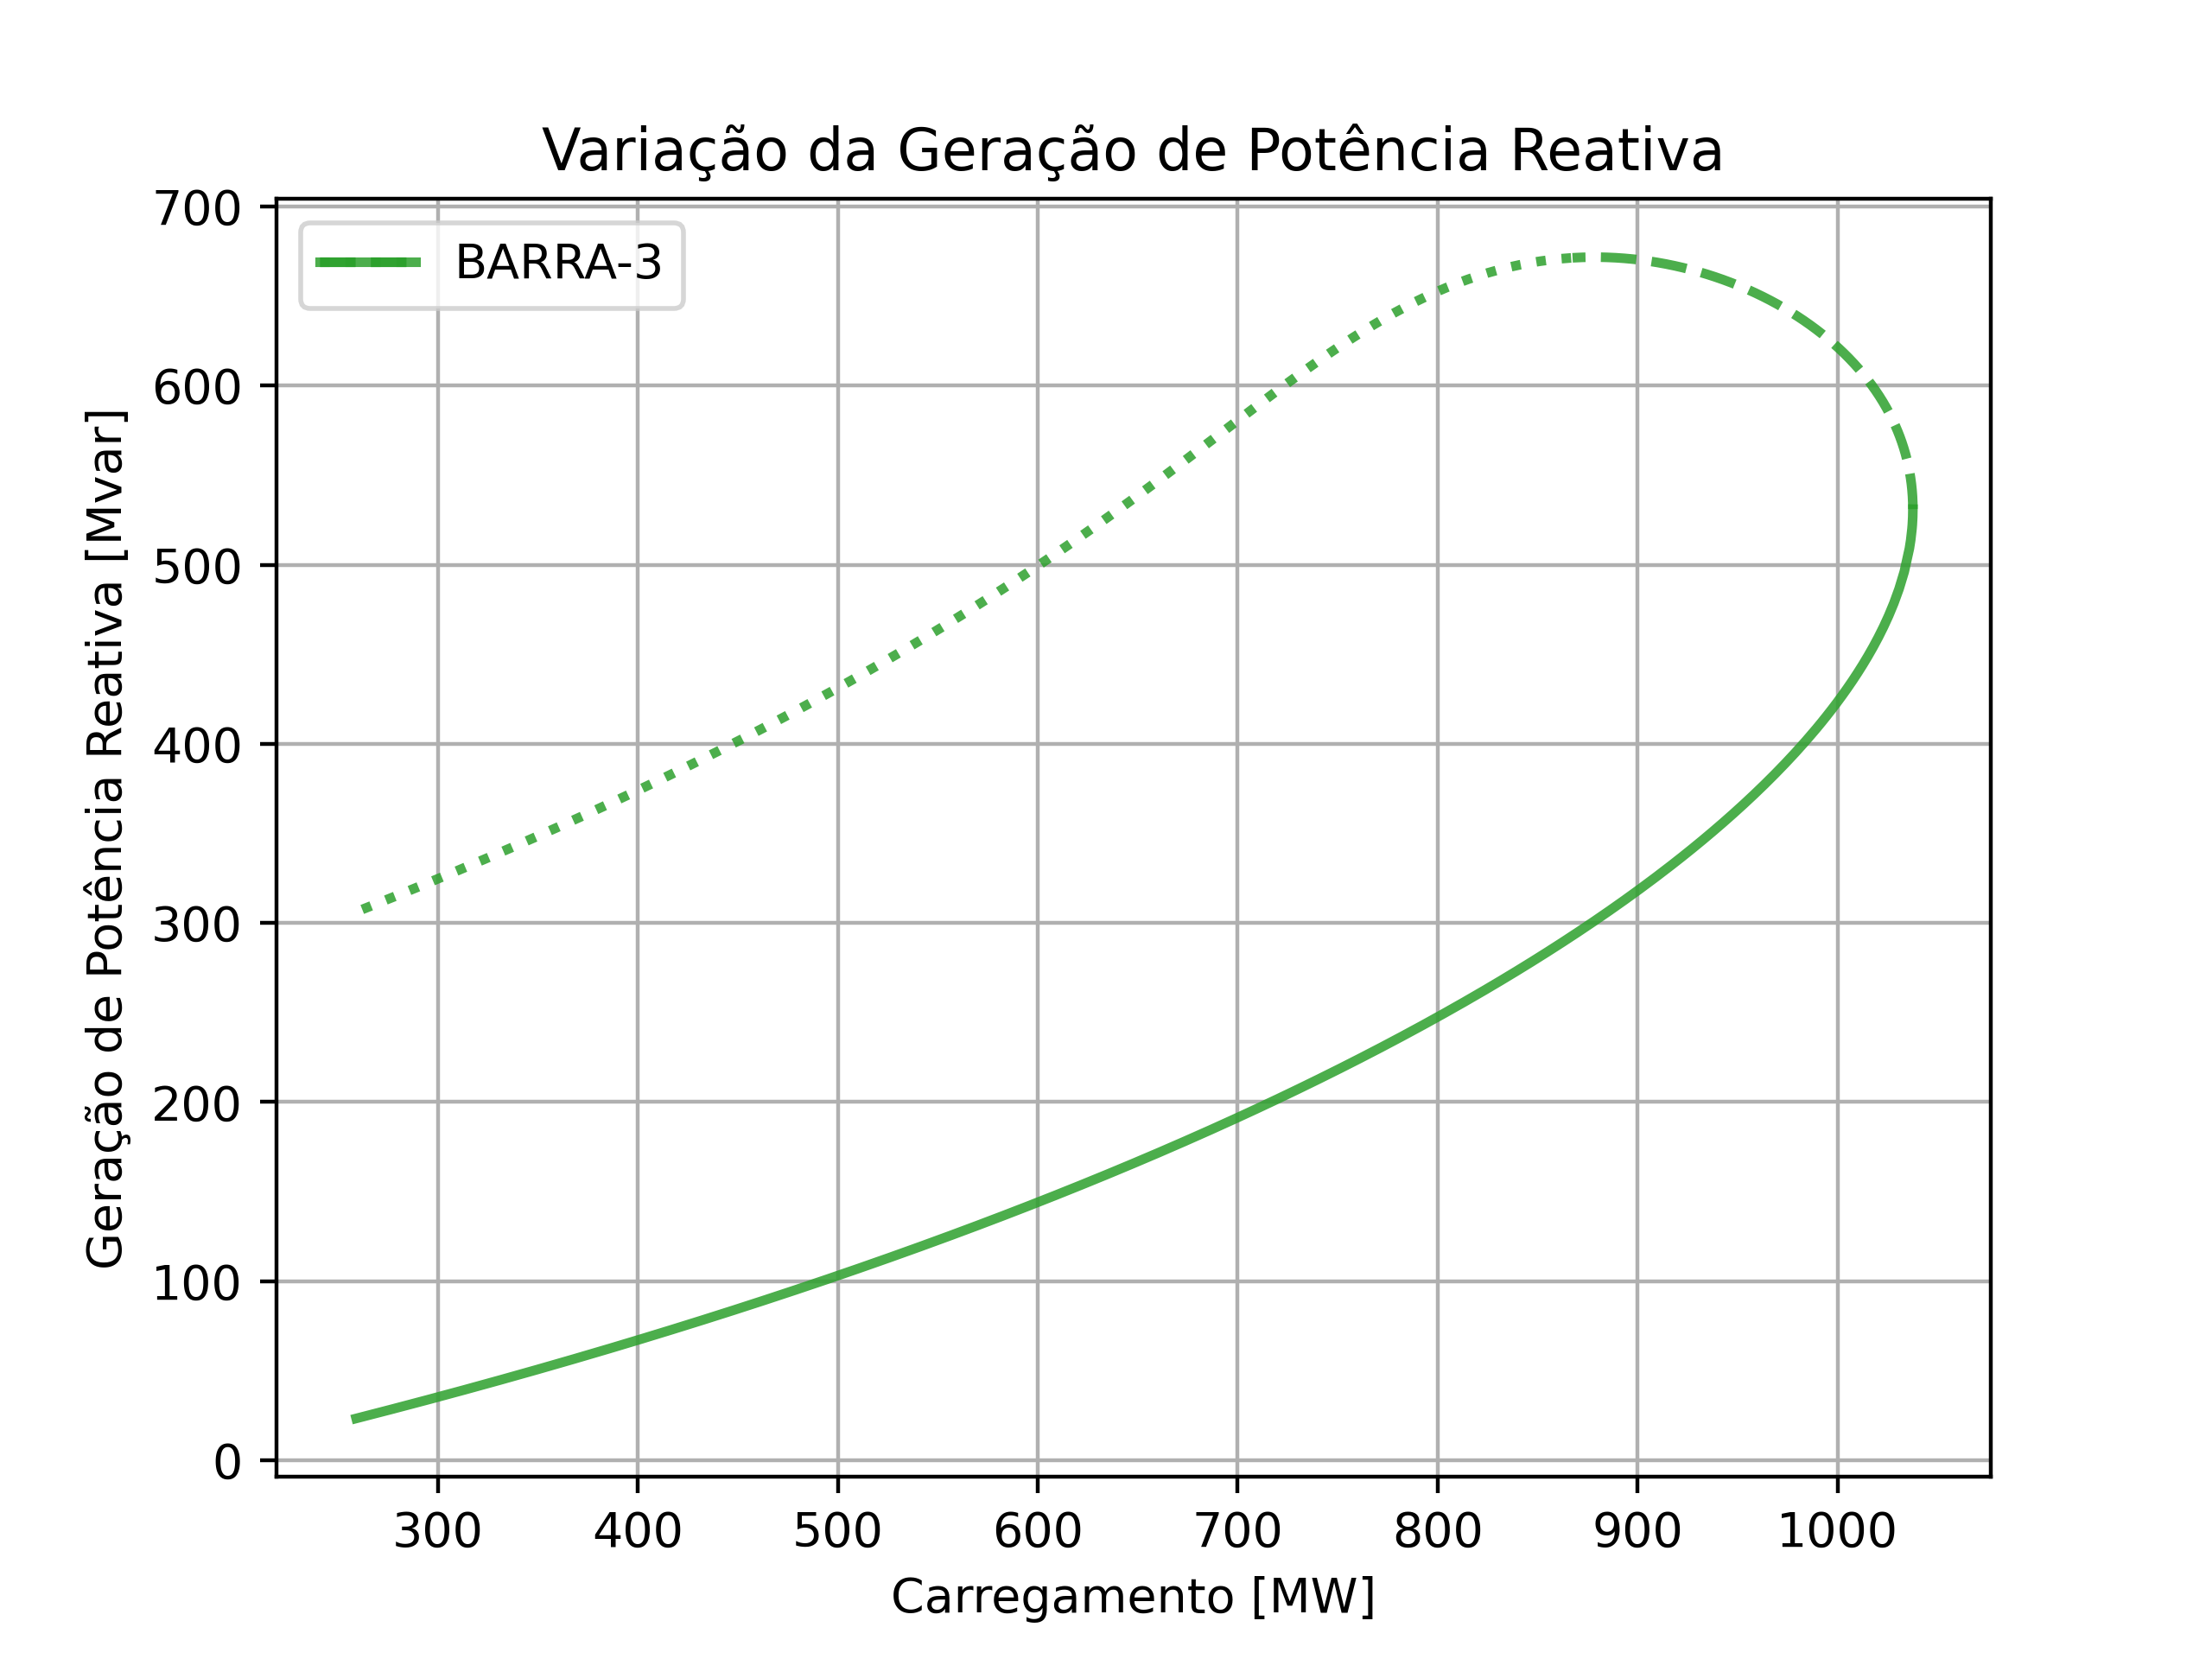 Variação da Geração de Potência Reativa
BARRA-3
Geração de Potência Reativa [Mvar]
700
600
500
400
300
200
100
0
300 400 500 600 700 800 900 1000
Carregamento [MW]